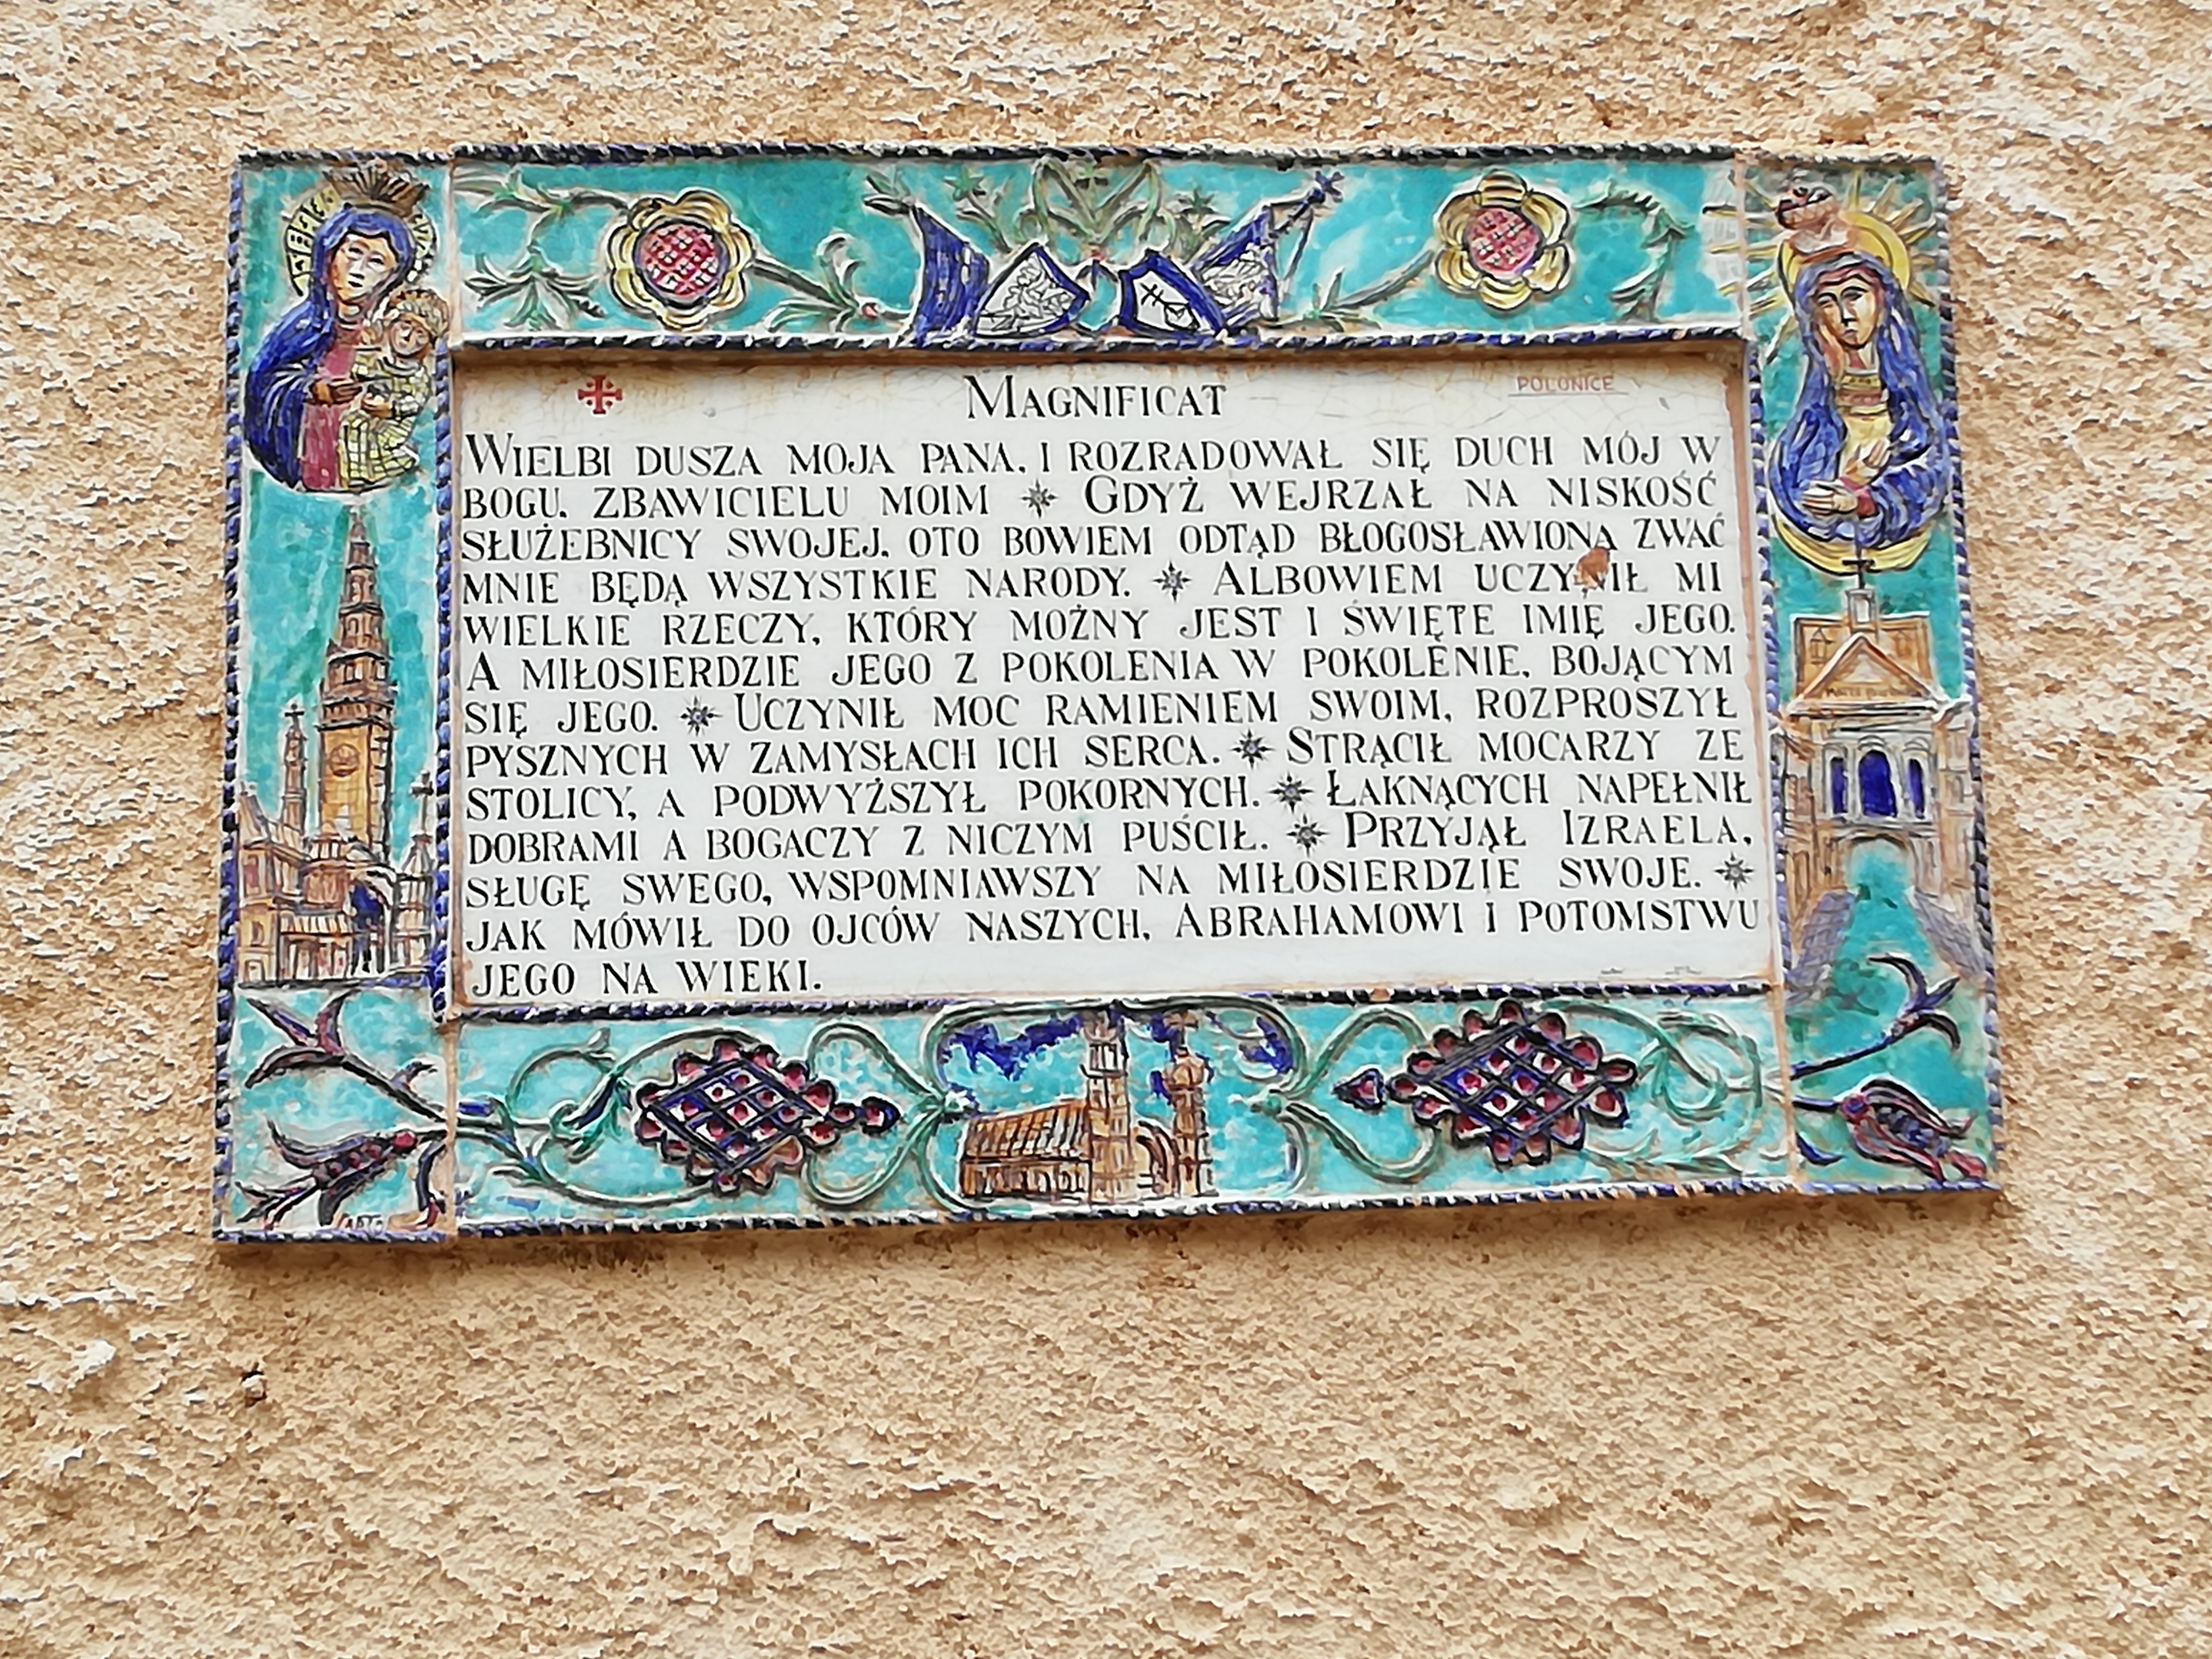 MAGNIFICAT
POLONICE
WIELBI DUSZA MOJA PANA. I ROZRADOWAŁ SIĘ DUCH MÓJ W
BOGU. ZBAWICIELU MOIM ✴ GDYŻ WEJRZAŁ NA NISKOŚĆ
SŁUŻEBNICY SWOJEJ. OTO BOWIEM ODTĄD BŁOGOSŁAWIONĄ ZWAĆ
MNIE BĘDĄ WSZYSTKIE NARODY. ✴ ALBOWIEM UCZYNIŁ MI
WIELKIE RZECZY, KTÓRY MOŻNY JEST I ŚWIĘTE IMIĘ JEGO.
A MIŁOSIERDZIE JEGO Z POKOLENIA W POKOLENIE, BOJĄCYM
SIĘ JEGO. ✴ UCZYNIŁ MOC RAMIENIEM SWOIM, ROZPROSZYŁ
PYSZNYCH W ZAMYSŁACH ICH SERCA. ✴ STRĄCIŁ MOCARZY ZE
STOLICY, A PODWYŻSZYŁ POKORNYCH. ✴ ŁAKNĄCYCH NAPEŁNIŁ
DOBRAMI A BOGACZY Z NICZYM PUŚCIŁ. ✴ PRZYJĄŁ IZRAELA,
SŁUGĘ SWEGO, WSPOMNIAWSZY NA MIŁOSIERDZIE SWOJE. ✴
JAK MÓWIŁ DO OJCÓW NASZYCH, ABRAHAMOWI I POTOMSTWU
JEGO NA WIEKI.